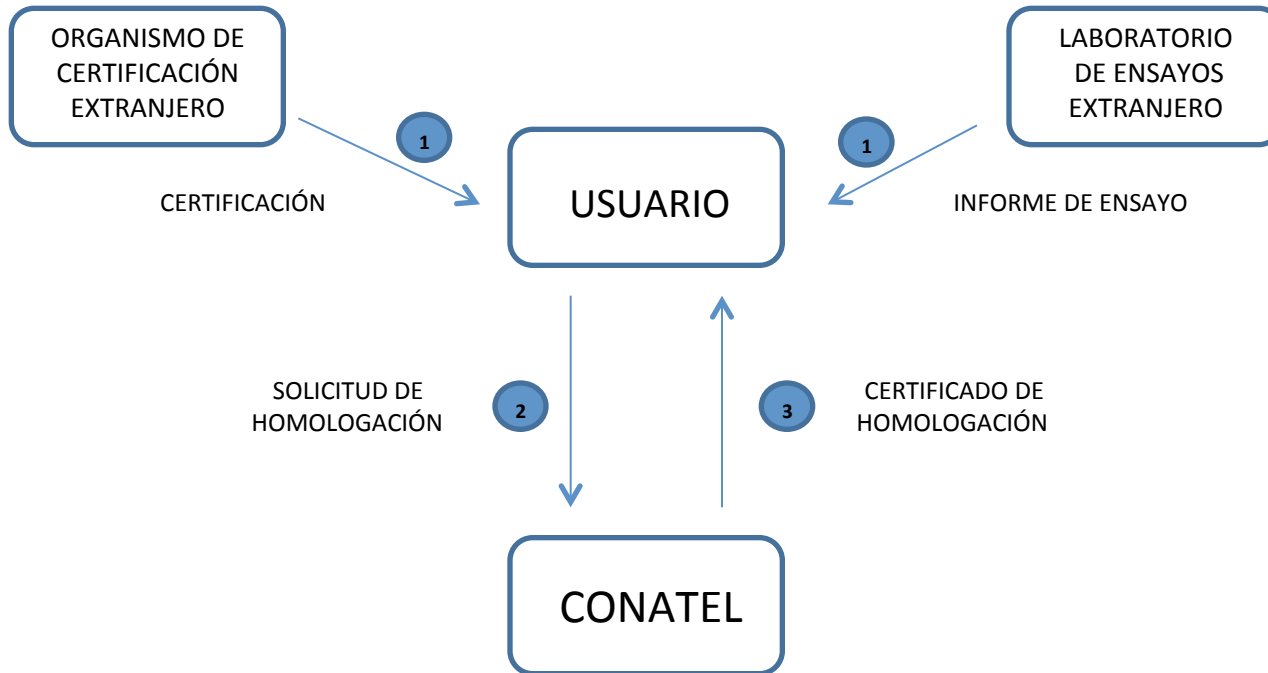 ORGANISMO DE
CERTIFICACIÓN
EXTRANJERO
LABORATORIO
DE ENSAYOS
EXTRANJERO
1
1
CERTIFICACIÓN
USUARIO
INFORME DE ENSAYO
SOLICITUD DE
HOMOLOGACIÓN
2
3
CERTIFICADO DE
HOMOLOGACIÓN
CONATEL